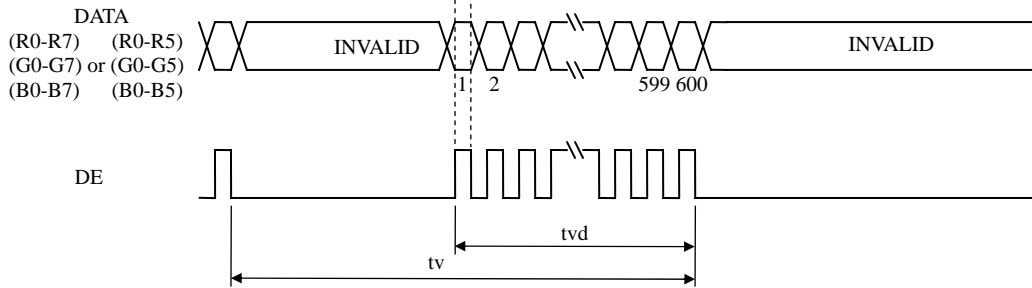 DATA
(R0-R7) (R0-R5)
(G0-G7) or (G0-G5)
(B0-B7) (B0-B5)
INVALID
INVALID
1 2 599 600
DE
tvd
tv